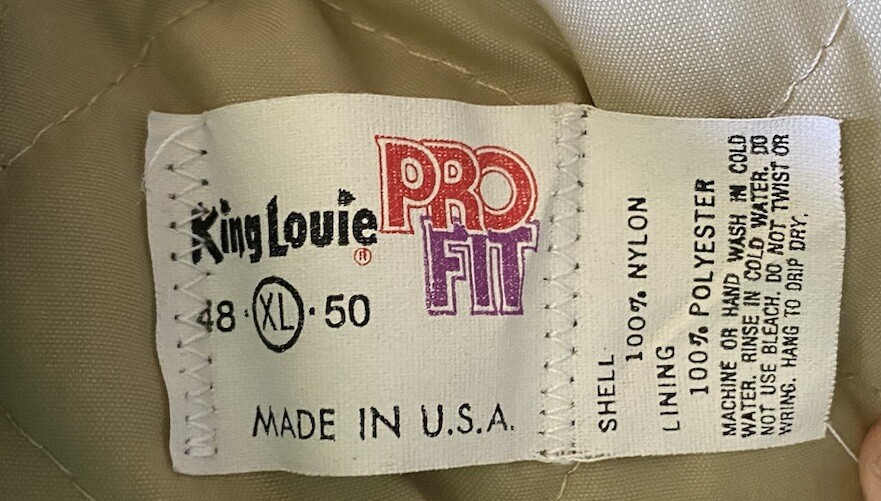 King Louie®
PRO
FIT
48·XL·50
MADE IN U.S.A.
SHELL
100% NYLON
LINING
100% POLYESTER
MACHINE OR HAND WASH IN COLD
WATER. RINSE IN COLD WATER. DO
NOT USE BLEACH. DO NOT TWIST OR
WRING. HANG TO DRIP DRY.